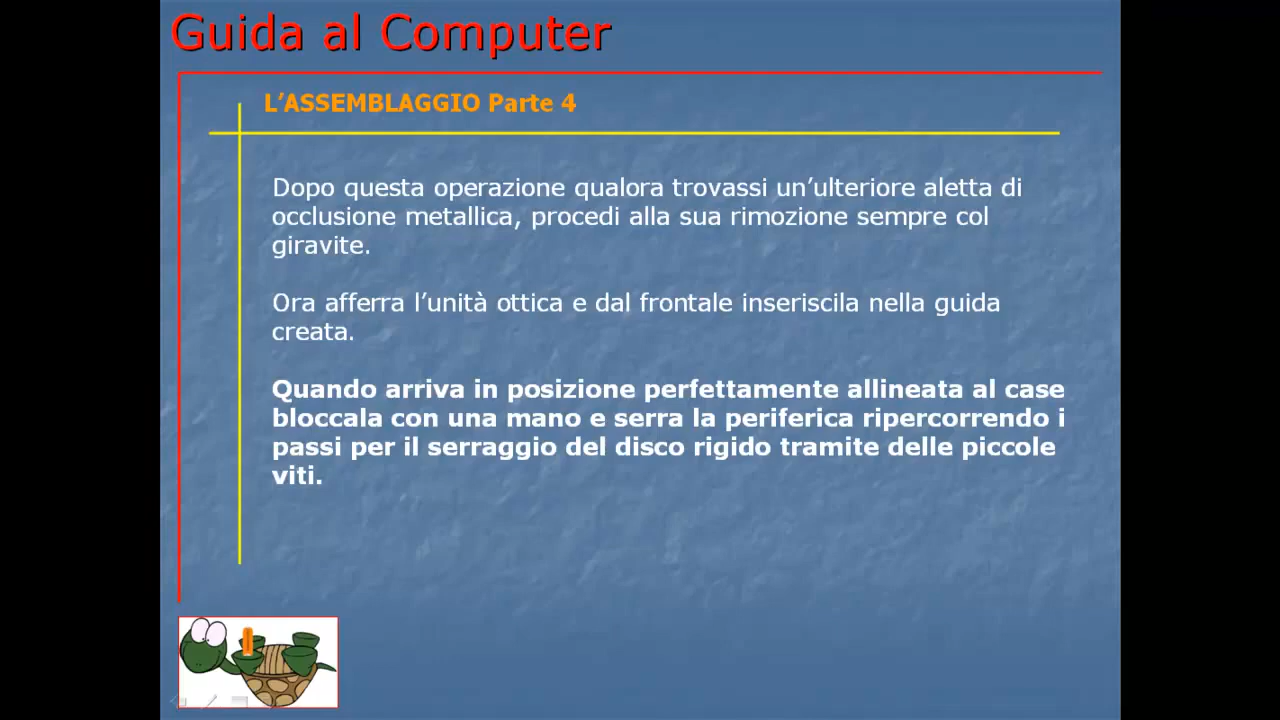 Guida al Computer
L’ASSEMBLAGGIO Parte 4
Dopo questa operazione qualora trovassi un’ulteriore aletta di
occlusione metallica, procedi alla sua rimozione sempre col
giravite.
Ora afferra l’unità ottica e dal frontale inseriscila nella guida
creata.
Quando arriva in posizione perfettamente allineata al case
bloccala con una mano e serra la periferica ripercorrendo i
passi per il serraggio del disco rigido tramite delle piccole
viti.